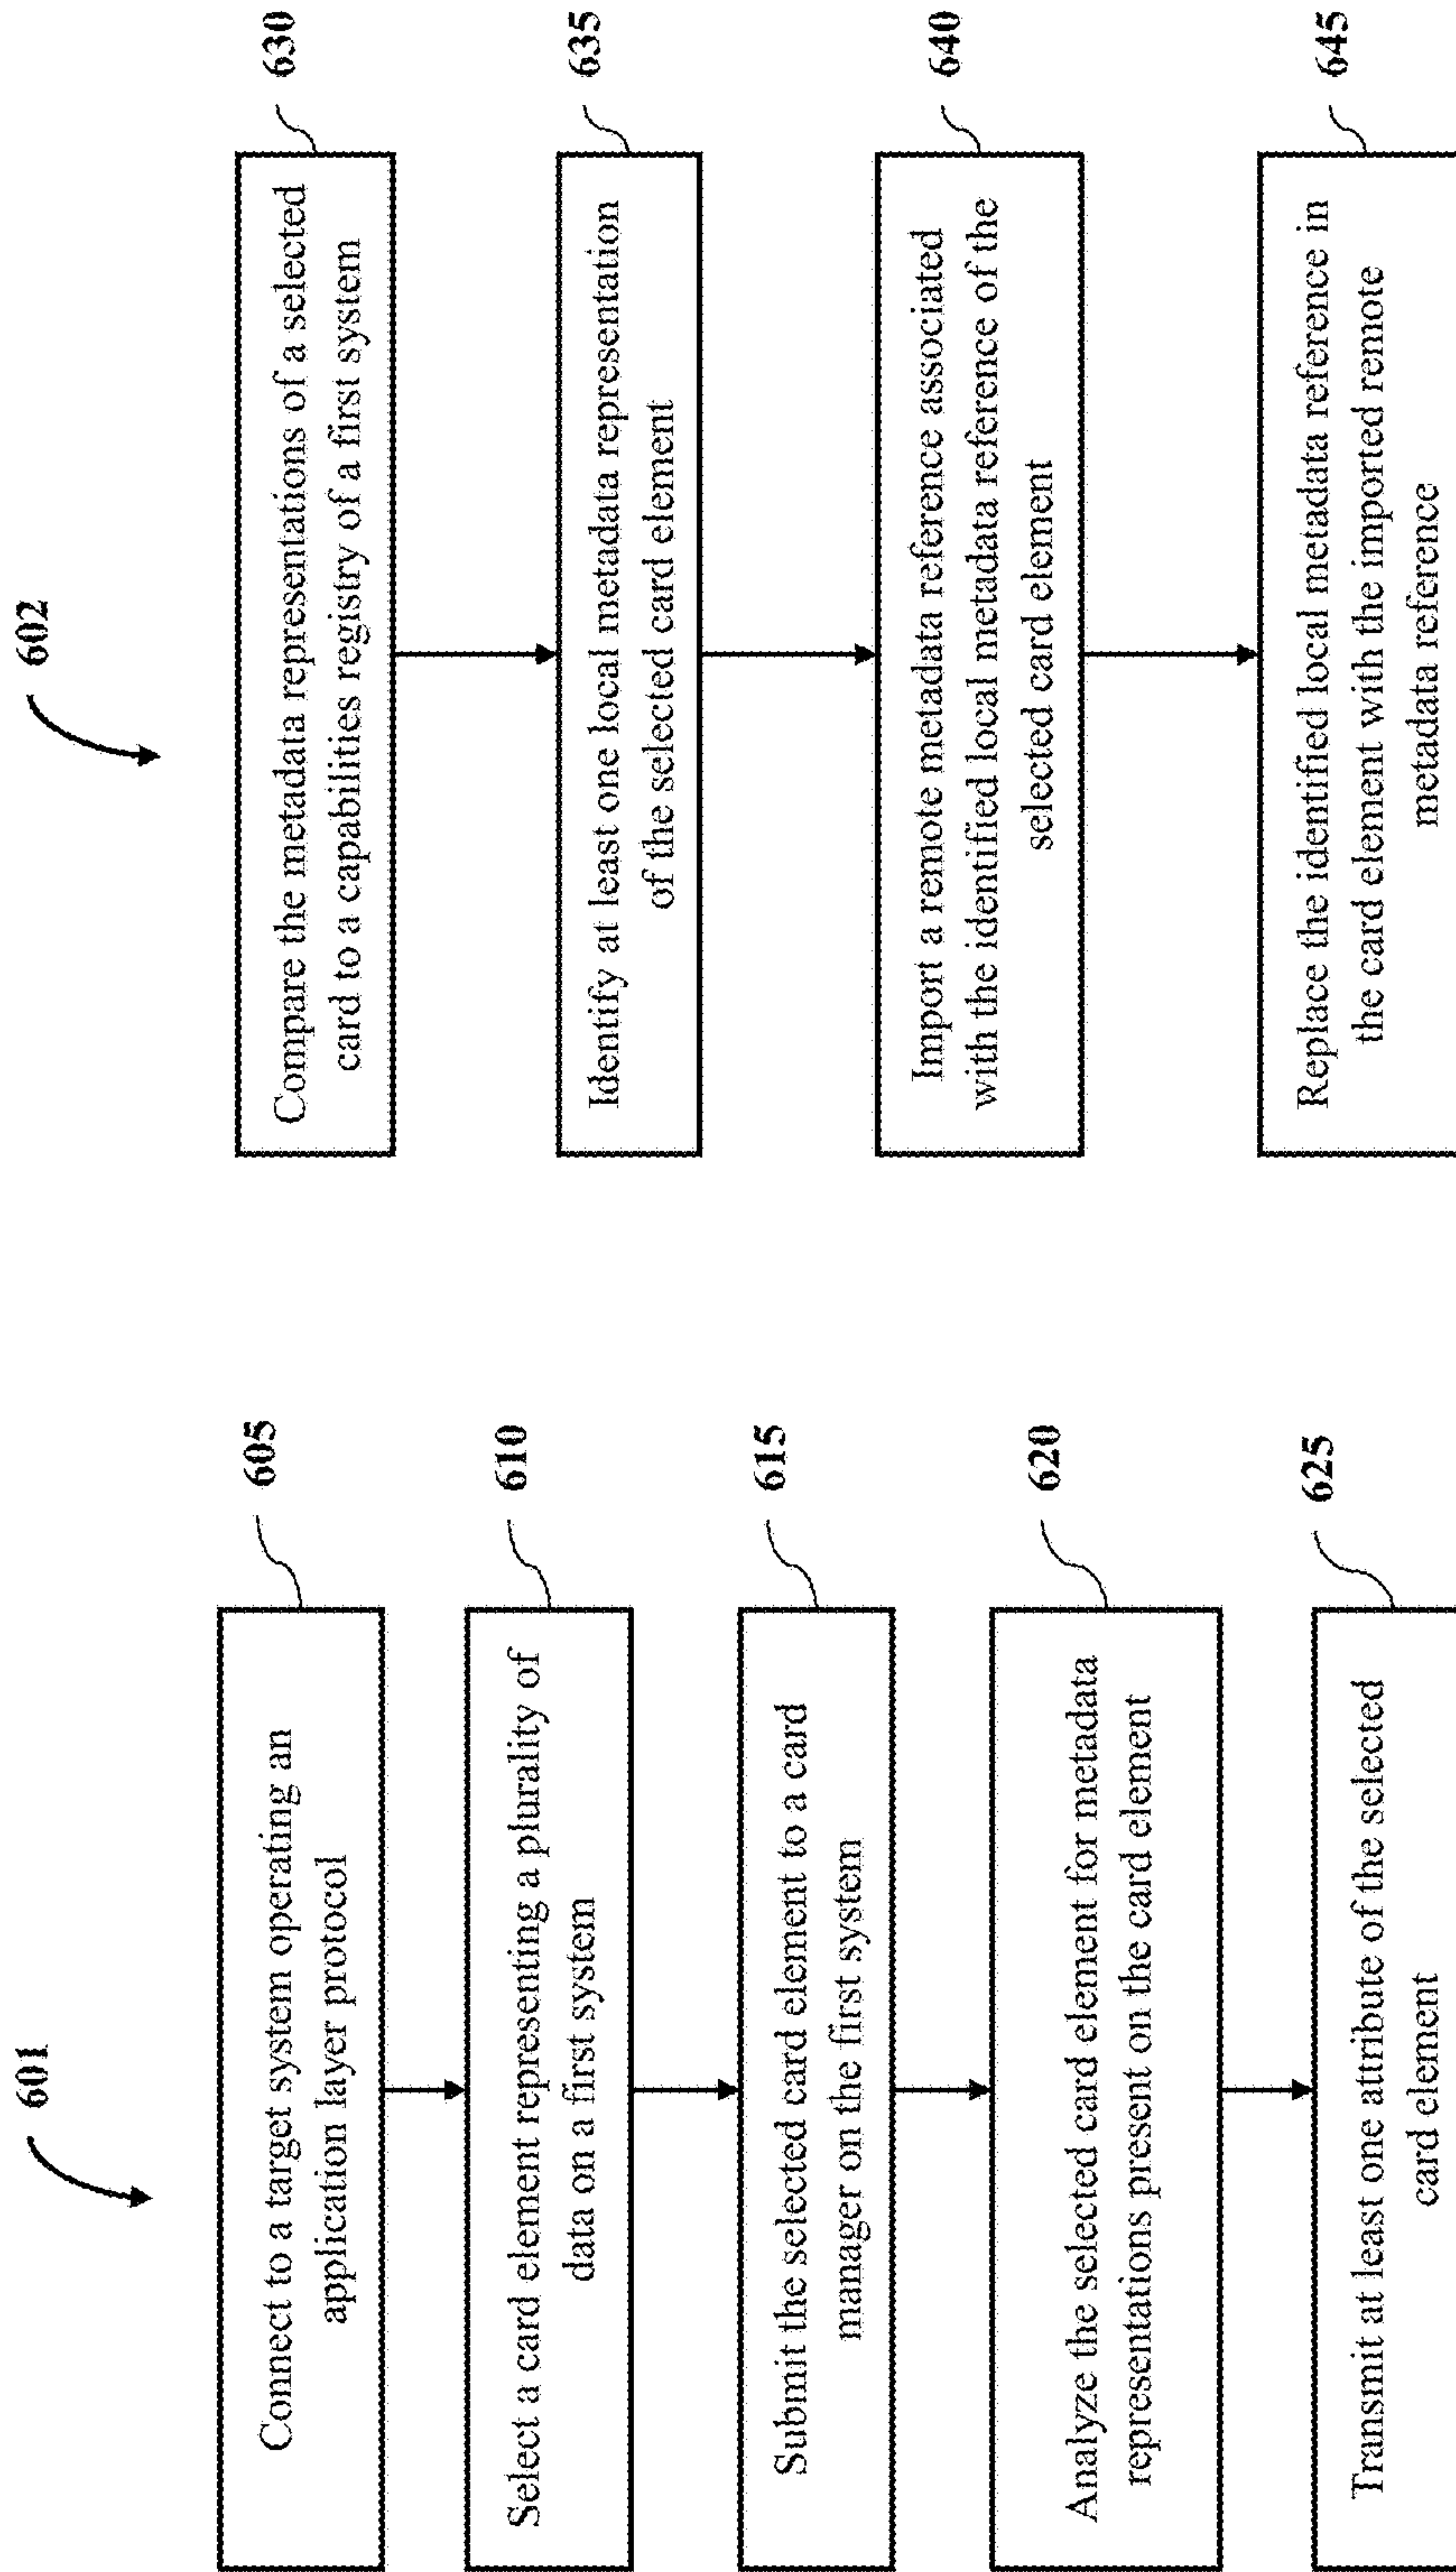 601
Connect to a target system operating an
application layer protocol
605
Select a card element representing a plurality of
data on a first system
610
Submit the selected card element to a card
manager on the first system
615
Analyze the selected card element for metadata
representations present on the card element
620
Transmit at least one attribute of the selected
card element
625
602
Compare the metadata representations of a selected
card to a capabilities registry of a first system
630
Identify at least one local metadata representation
of the selected card element
635
Import a remote metadata reference associated
with the identified local metadata reference of the
selected card element
640
Replace the identified local metadata reference in
the card element with the imported remote
metadata reference
645